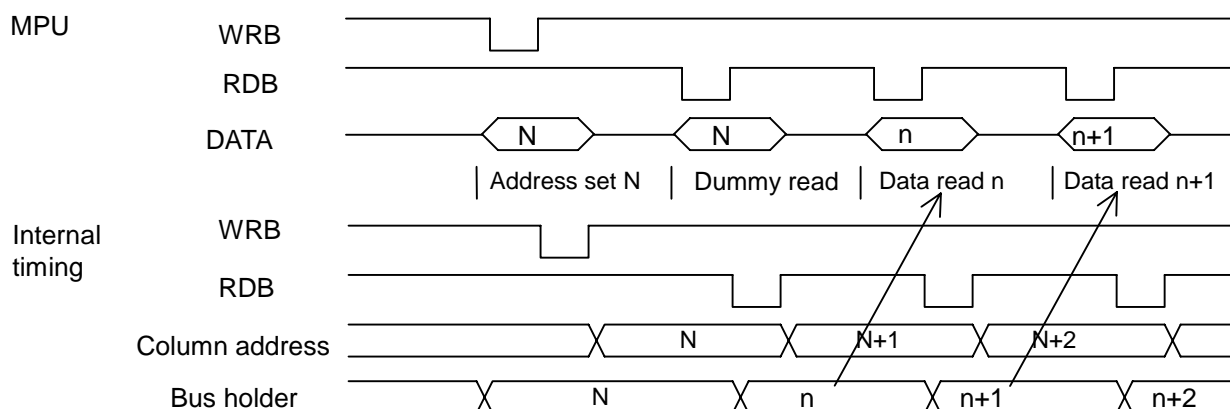 MPU
WRB
RDB
DATA N N n n+1
Address set N Dummy read Data read n Data read n+1
Internal timing
WRB
RDB
Column address N N+1 N+2
Bus holder N n n+1 n+2